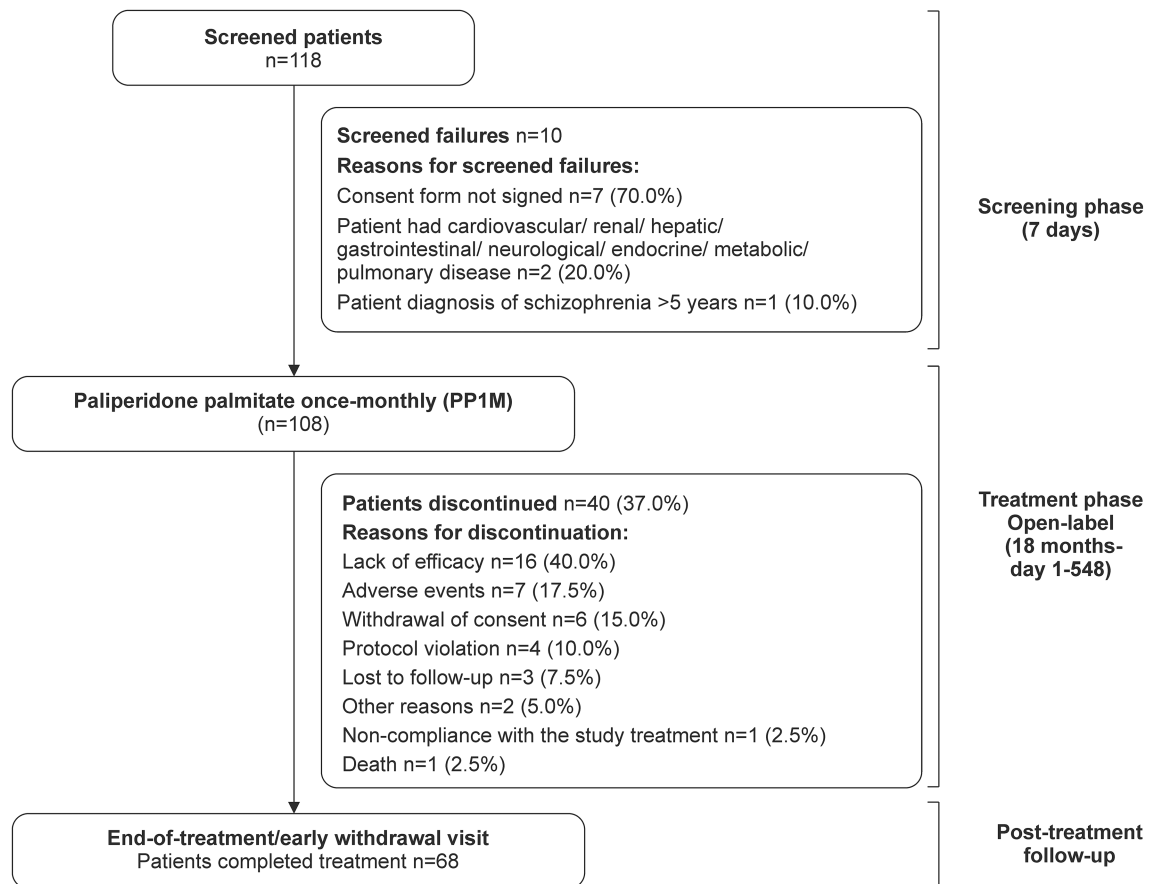 Screened patients
n=118
Screened failures n=10
Reasons for screened failures:
Consent form not signed n=7 (70.0%)
Patient had cardiovascular/ renal/ hepatic/
gastrointestinal/ neurological/ endocrine/ metabolic/
pulmonary disease n=2 (20.0%)
Patient diagnosis of schizophrenia >5 years n=1 (10.0%)
Screening phase
(7 days)
Paliperidone palmitate once-monthly (PP1M)
(n=108)
Patients discontinued n=40 (37.0%)
Reasons for discontinuation:
Lack of efficacy n=16 (40.0%)
Adverse events n=7 (17.5%)
Withdrawal of consent n=6 (15.0%)
Protocol violation n=4 (10.0%)
Lost to follow-up n=3 (7.5%)
Other reasons n=2 (5.0%)
Non-compliance with the study treatment n=1 (2.5%)
Death n=1 (2.5%)
Treatment phase
Open-label
(18 months-
day 1-548)
End-of-treatment/early withdrawal visit
Patients completed treatment n=68
Post-treatment
follow-up